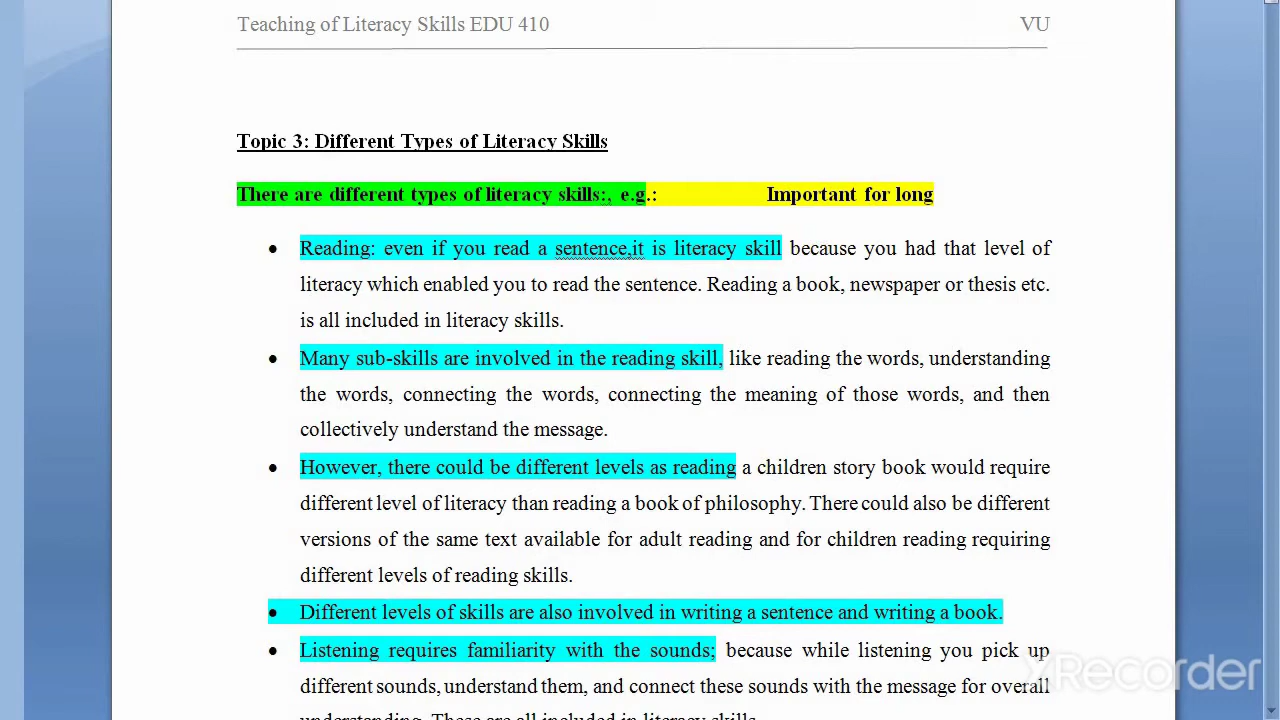 Teaching of Literacy Skills EDU 410 VU
Topic 3: Different Types of Literacy Skills
There are different types of literacy skills:, e.g.: Important for long
• Reading: even if you read a sentence,it is literacy skill because you had that level of
literacy which enabled you to read the sentence. Reading a book, newspaper or thesis etc.
is all included in literacy skills.
• Many sub-skills are involved in the reading skill, like reading the words, understanding
the words, connecting the words, connecting the meaning of those words, and then
collectively understand the message.
• However, there could be different levels as reading a children story book would require
different level of literacy than reading a book of philosophy. There could also be different
versions of the same text available for adult reading and for children reading requiring
different levels of reading skills.
• Different levels of skills are also involved in writing a sentence and writing a book.
• Listening requires familiarity with the sounds; because while listening you pick up
different sounds, understand them, and connect these sounds with the message for overall
understanding. These are all included in literacy skills.
XRecorder